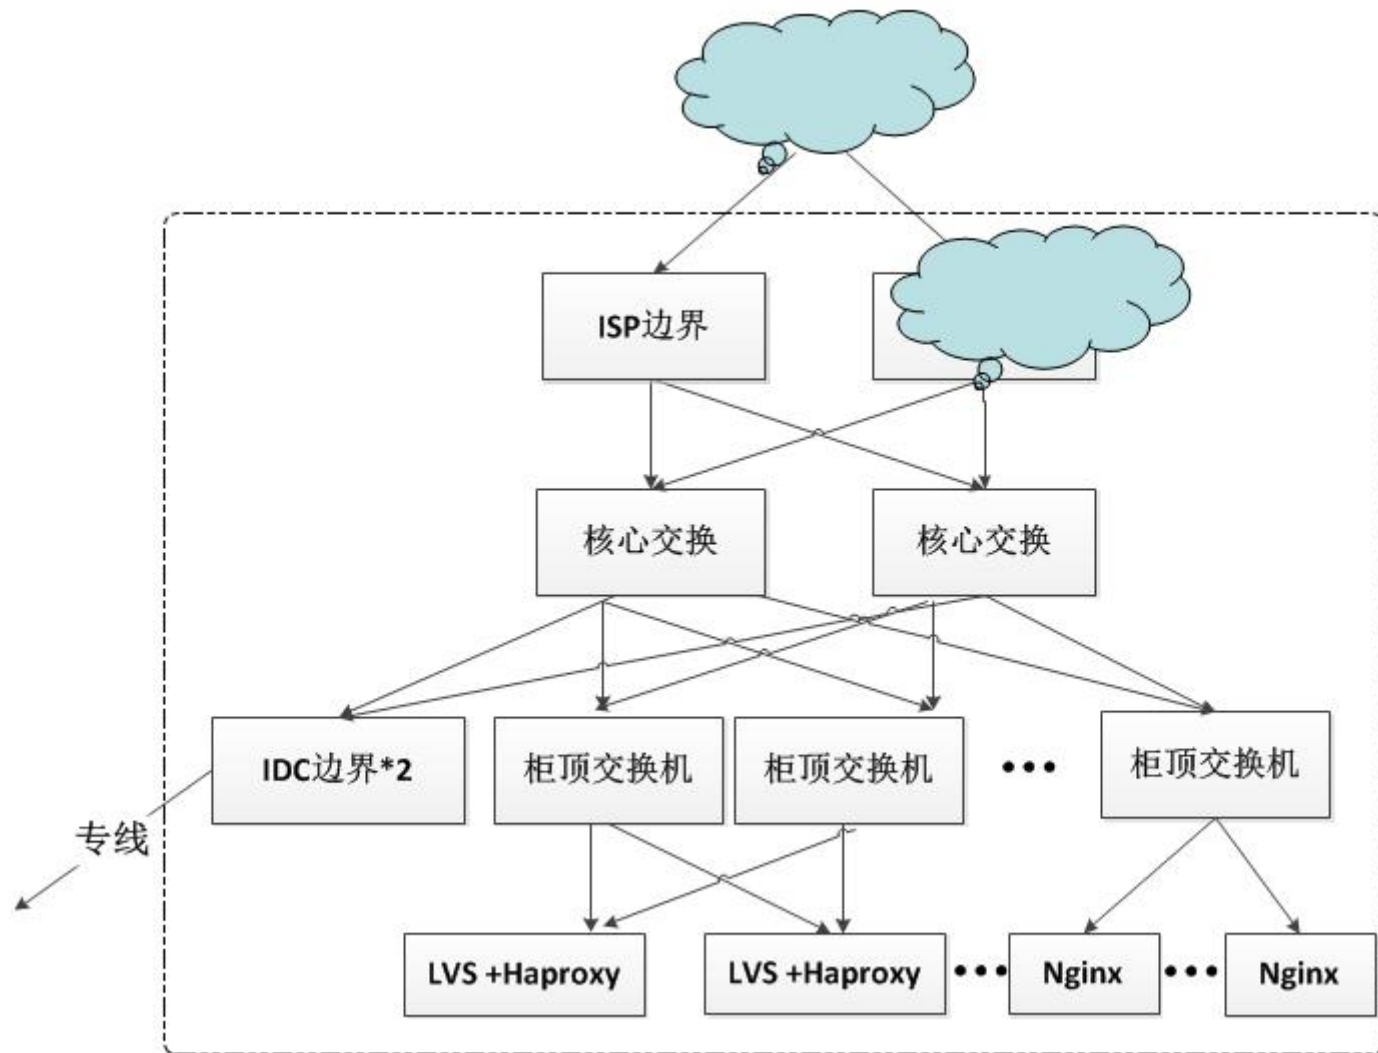 ISP边界
核心交换
核心交换
IDC边界*2
柜顶交换机
柜顶交换机
•••
柜顶交换机
专线
LVS +Haproxy
LVS +Haproxy
•••
Nginx
•••
Nginx